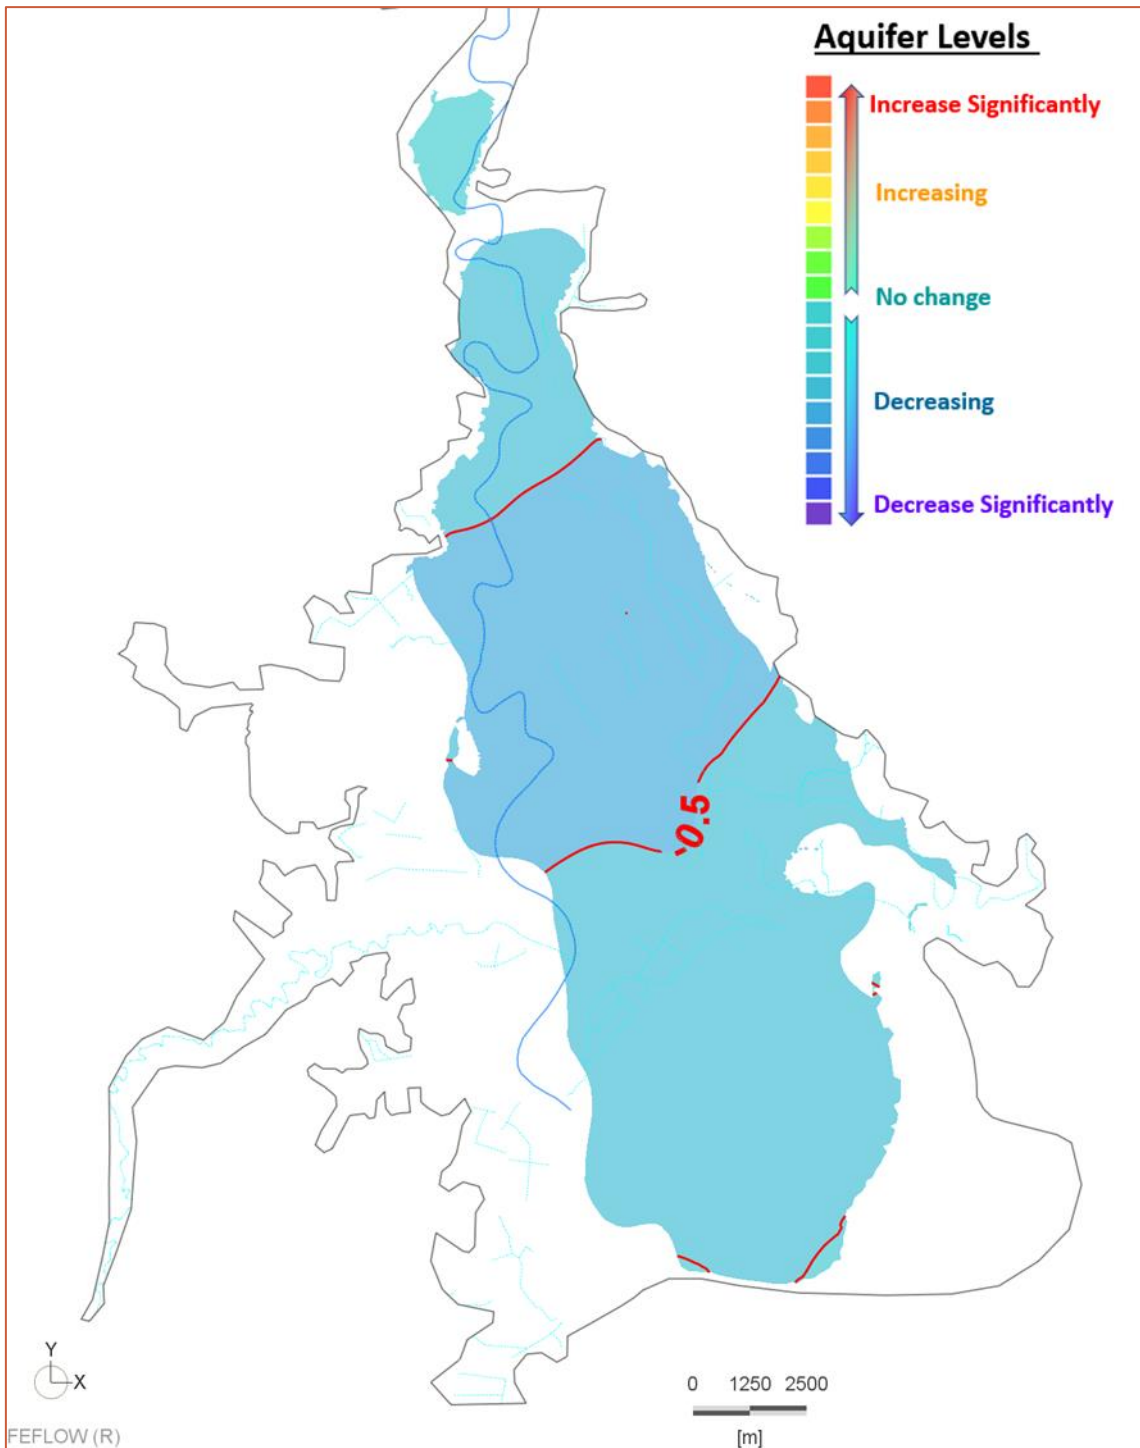 Aquifer Levels
Increase Significantly
Increasing
No change
Decreasing
Decrease Significantly
-0.5
Y
X
0 1250 2500
[m]
FEFLOW (R)